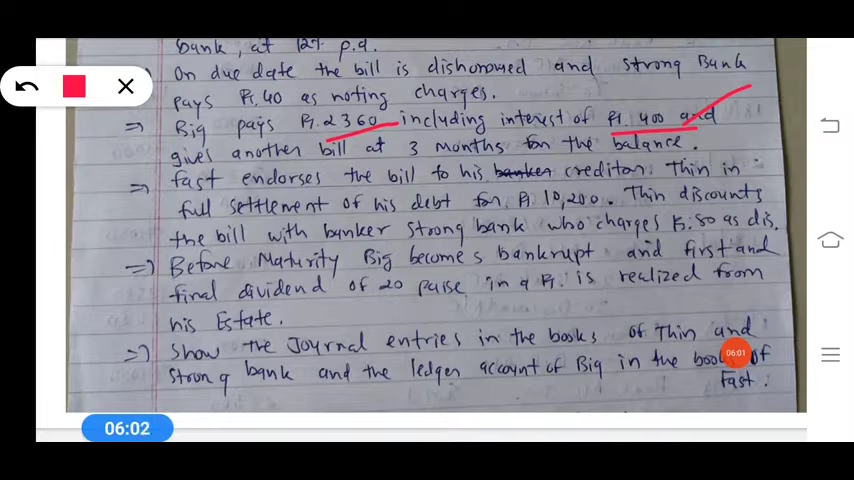 bank, at 12% p.a.
On due date the bill is dishonoured and Strong Bank
pays Rs. 40 as noting charges.
⇒ Big pays Rs. 2360 including interest of Rs. 400 and
gives another bill at 3 months for the balance.
⇒ fast endorses the bill to his banker creditor Thin in
full settlement of his debt for Rs. 10,200. Thin discounts
the bill with banker strong bank who charges Rs. 80 as dis.
⇒ Before Maturity Big becomes bankrupt and first and
final dividend of 20 paise in a Rs. is realized from
his Estate.
⇒ Show the Journal entries in the books of Thin and
06:01
Strong bank and the ledger account of Big in the books of
Fast.
06:02